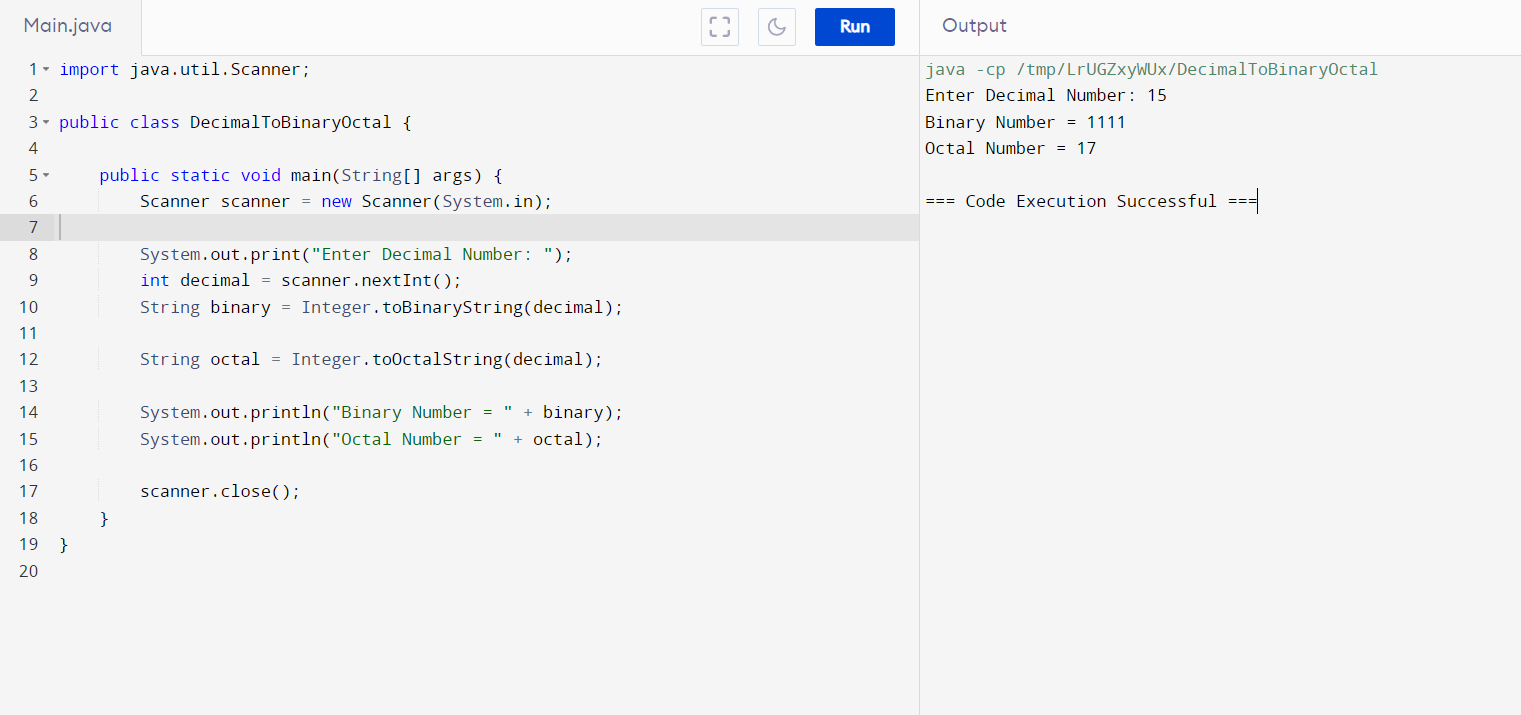 Main.java
Run
Output
1 import java.util.Scanner;
2
3 public class DecimalToBinaryOctal {
4
5     public static void main(String[] args) {
6         Scanner scanner = new Scanner(System.in);
7
8         System.out.print("Enter Decimal Number: ");
9         int decimal = scanner.nextInt();
10         String binary = Integer.toBinaryString(decimal);
11
12         String octal = Integer.toOctalString(decimal);
13
14         System.out.println("Binary Number = " + binary);
15         System.out.println("Octal Number = " + octal);
16
17         scanner.close();
18     }
19 }
20
java -cp /tmp/LrUGZxyWUx/DecimalToBinaryOctal
Enter Decimal Number: 15
Binary Number = 1111
Octal Number = 17
=== Code Execution Successful ===